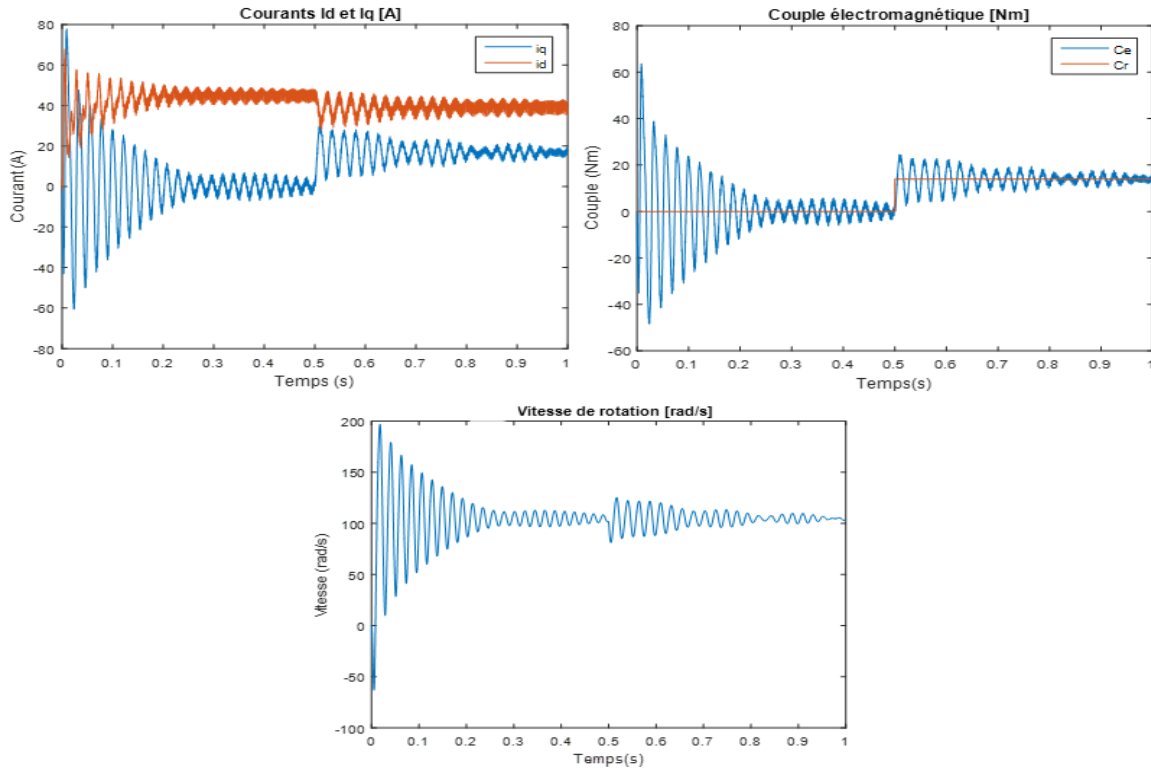 Courants Id et Iq [A]
80
60
40
20
0
-20
-40
-60
-80
Courant(A)
iq
id
0 0.1 0.2 0.3 0.4 0.5 0.6 0.7 0.8 0.9 1
Temps (s)
Couple électromagnétique [Nm]
80
60
40
20
0
-20
-40
-60
Couple (Nm)
Ce
Cr
0 0.1 0.2 0.3 0.4 0.5 0.6 0.7 0.8 0.9 1
Temps(s)
Vitesse de rotation [rad/s]
200
150
100
50
0
-50
-100
Vitesse (rad/s)
0 0.1 0.2 0.3 0.4 0.5 0.6 0.7 0.8 0.9 1
Temps(s)